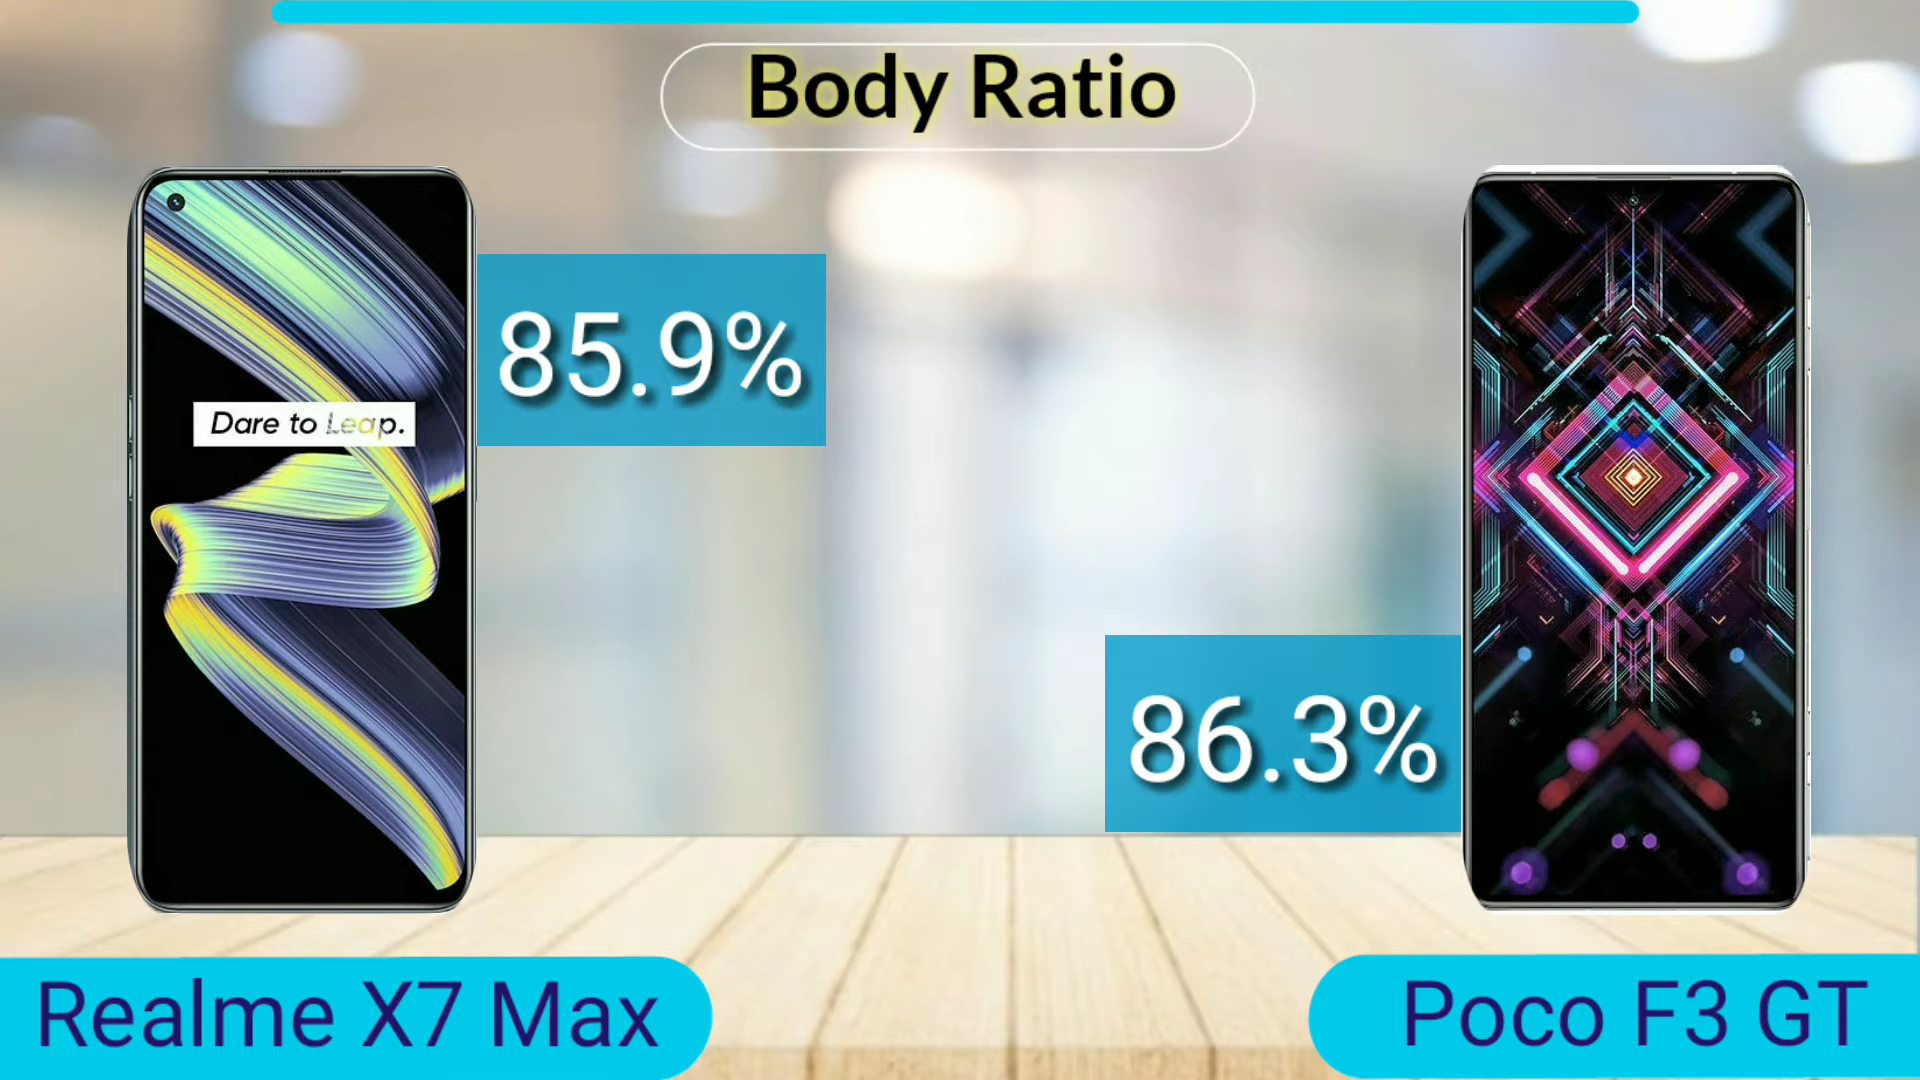 Body Ratio
Dare to Leap.
85.9%
86.3%
Realme X7 Max
Poco F3 GT